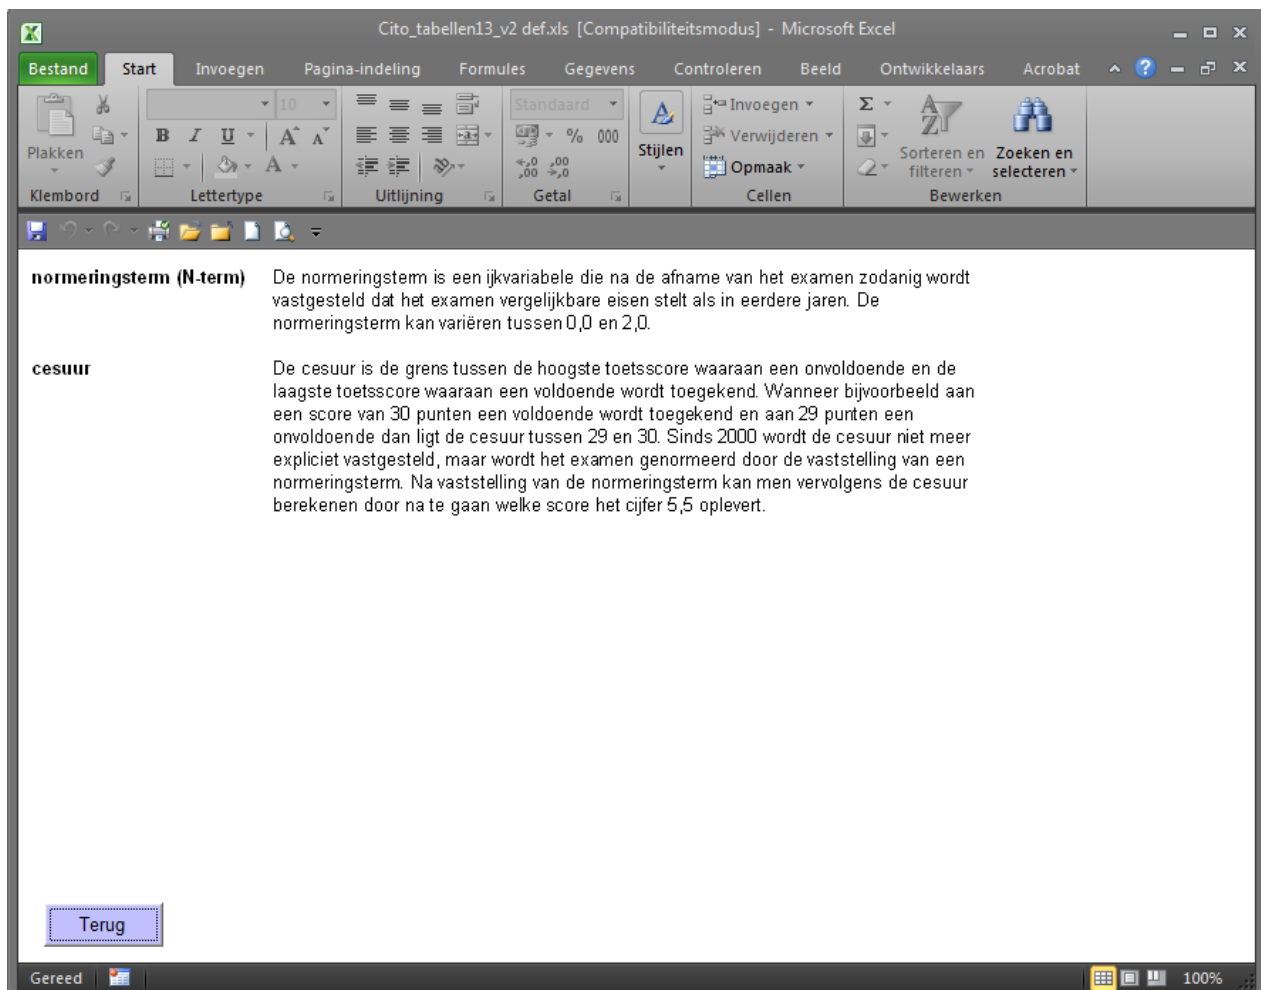 Cito_tabellen13_v2 def.xls [Compatibiliteitsmodus] - Microsoft Excel
Bestand Start Invoegen Pagina-indeling Formules Gegevens Controleren Beeld Ontwikkelaars Acrobat
10 Standaard Invoegen Σ
B I U A A % 000 Verwijderen
Plakken Stijlen Sorteren en Zoeken en
A ,0 ,00 Opmaak filteren selecteren
,00 ,0
Klembord Lettertype Uitlijning Getal Cellen Bewerken
normeringsterm (N-term) De normeringsterm is een ijkvariabele die na de afname van het examen zodanig wordt
vastgesteld dat het examen vergelijkbare eisen stelt als in eerdere jaren. De
normeringsterm kan variëren tussen 0,0 en 2,0.
cesuur De cesuur is de grens tussen de hoogste toetsscore waaraan een onvoldoende en de
laagste toetsscore waaraan een voldoende wordt toegekend. Wanneer bijvoorbeeld aan
een score van 30 punten een voldoende wordt toegekend en aan 29 punten een
onvoldoende dan ligt de cesuur tussen 29 en 30. Sinds 2000 wordt de cesuur niet meer
expliciet vastgesteld, maar wordt het examen genormeerd door de vaststelling van een
normeringsterm. Na vaststelling van de normeringsterm kan men vervolgens de cesuur
berekenen door na te gaan welke score het cijfer 5,5 oplevert.
Terug
Gereed 100%